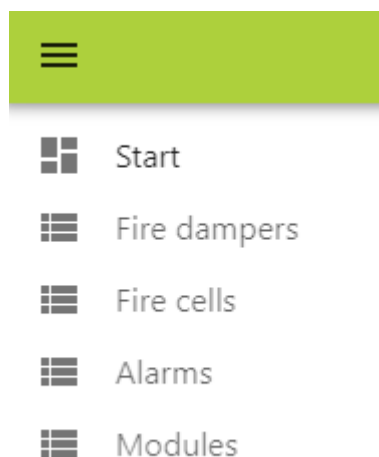 Start
Fire dampers
Fire cells
Alarms
Modules